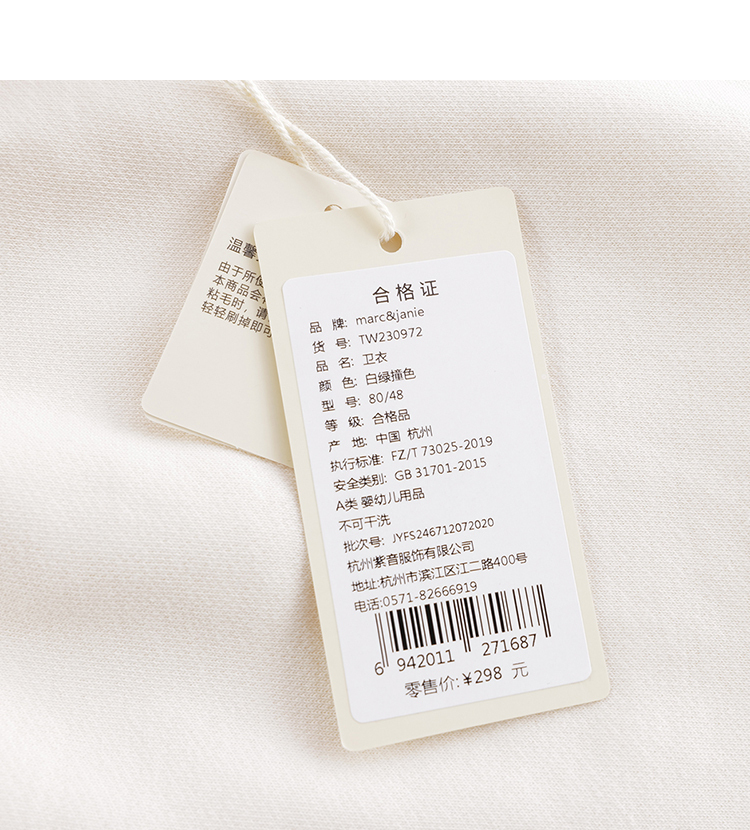 温馨
由于所使
本商品会
粘毛时，请
轻轻刷掉即可
合格证
品 牌: marc&janie
货 号: TW230972
品 名: 卫衣
颜 色: 白绿撞色
型 号: 80/48
等 级: 合格品
产 地: 中国 杭州
执行标准: FZ/T 73025-2019
安全类别: GB 31701-2015
A类 婴幼儿用品
不可干洗
批次号: JYFS246712072020
杭州紫音服饰有限公司
地址:杭州市滨江区江二路400号
电话:0571-82666919
6 942011 271687
零售价:¥298 元